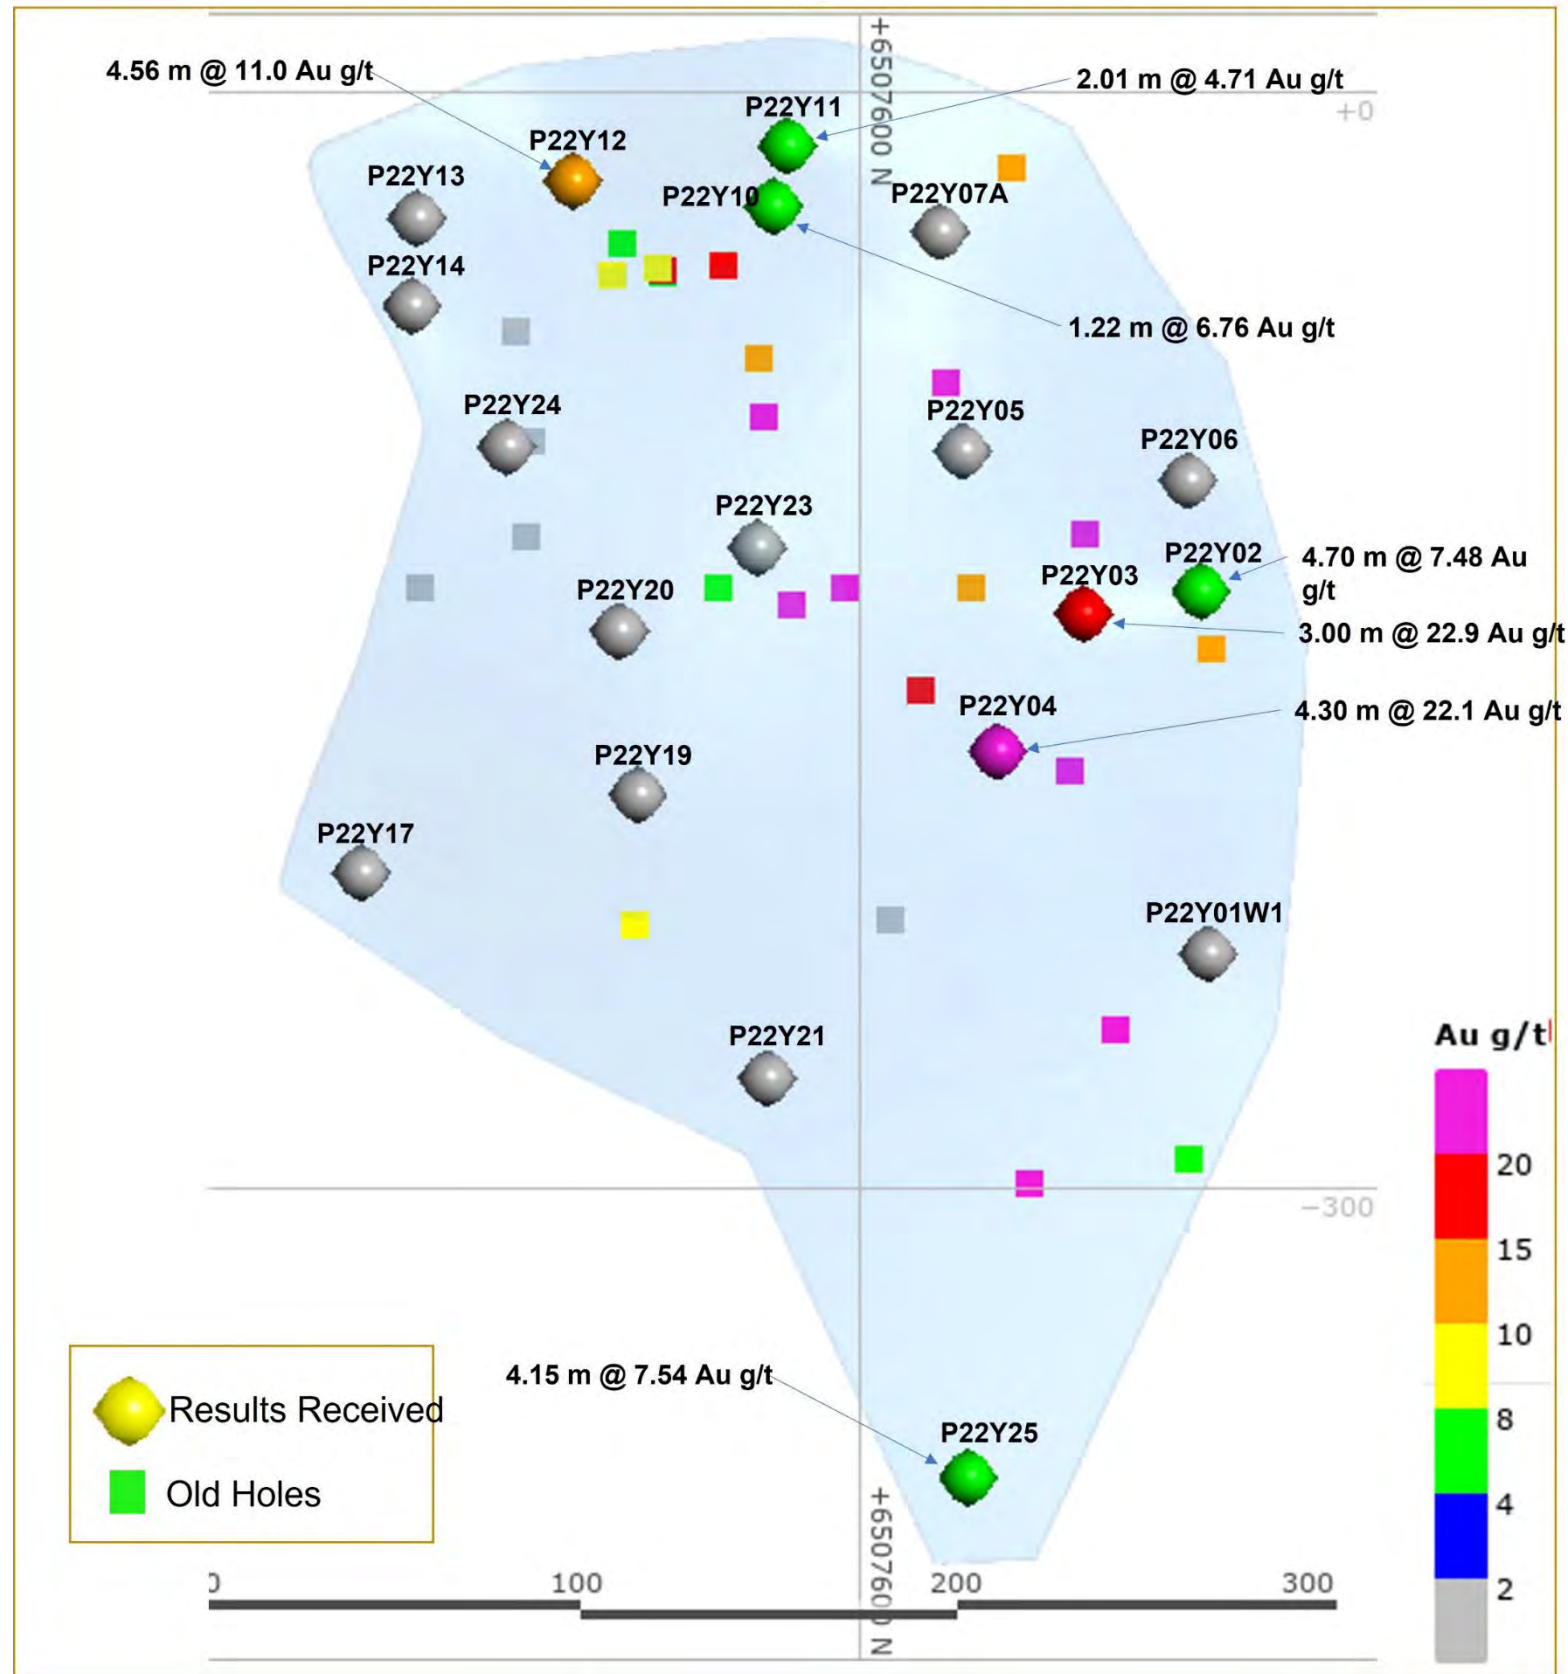 +6507600 N
4.56 m @ 11.0 Au g/t
2.01 m @ 4.71 Au g/t
+0
P22Y11
P22Y12
P22Y13
P22Y10
P22Y07A
P22Y14
1.22 m @ 6.76 Au g/t
P22Y24
P22Y05
P22Y06
P22Y23
P22Y02
4.70 m @ 7.48 Au
g/t
P22Y03
P22Y20
3.00 m @ 22.9 Au g/t
P22Y04
4.30 m @ 22.1 Au g/t
P22Y19
P22Y17
P22Y01W1
P22Y21
Au g/t
20
−300
15
10
4.15 m @ 7.54 Au g/t
Results Received
8
P22Y25
Old Holes
4
+6507600 N
0
100
200
300
2